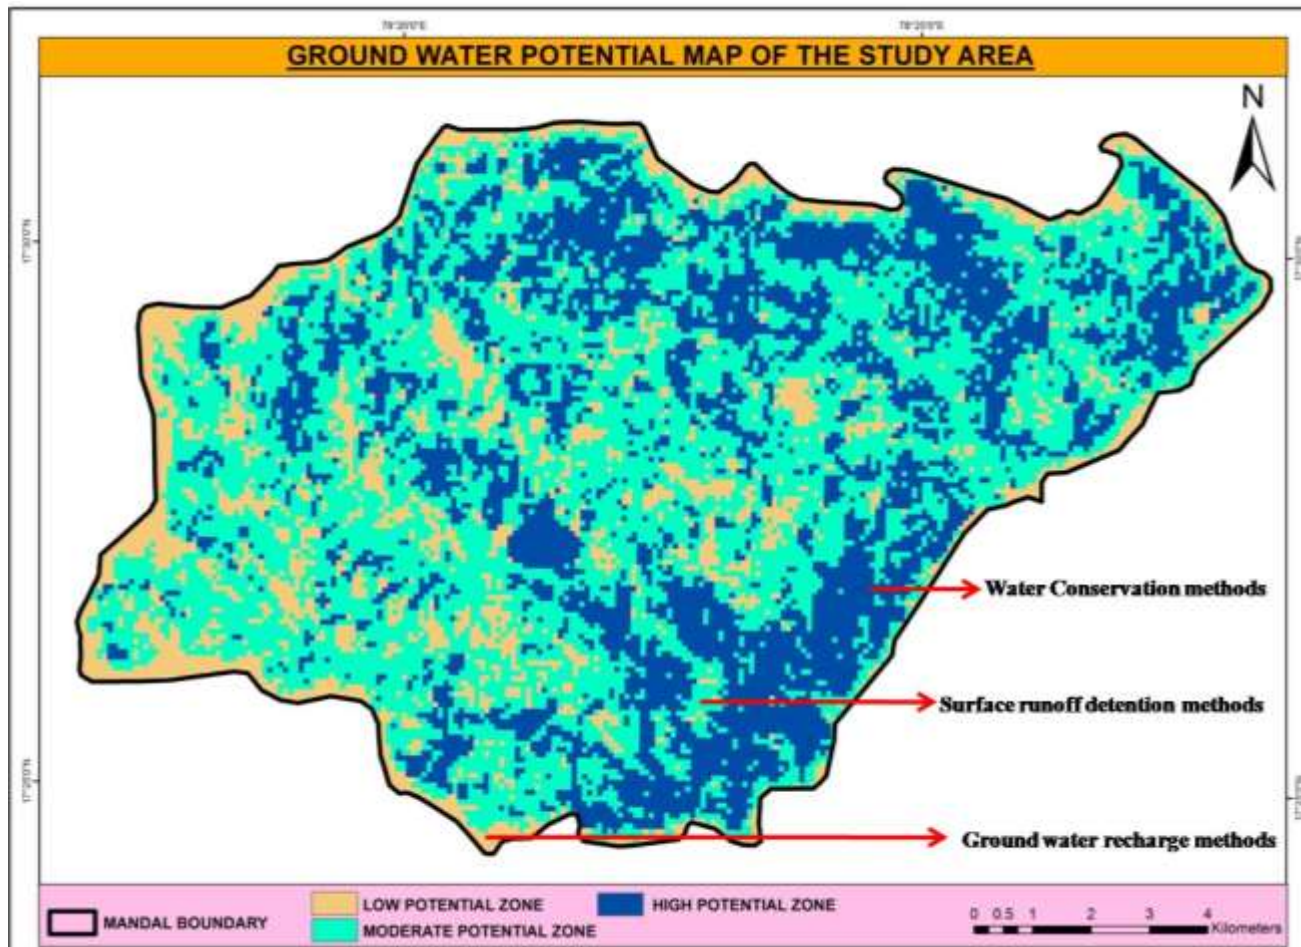 GROUND WATER POTENTIAL MAP OF THE STUDY AREA
N
Water Conservation methods
Surface runoff detention methods
Ground water recharge methods
MANDAL BOUNDARY
LOW POTENTIAL ZONE
MODERATE POTENTIAL ZONE
HIGH POTENTIAL ZONE
0 0.5 1 2 3 4
Kilometers